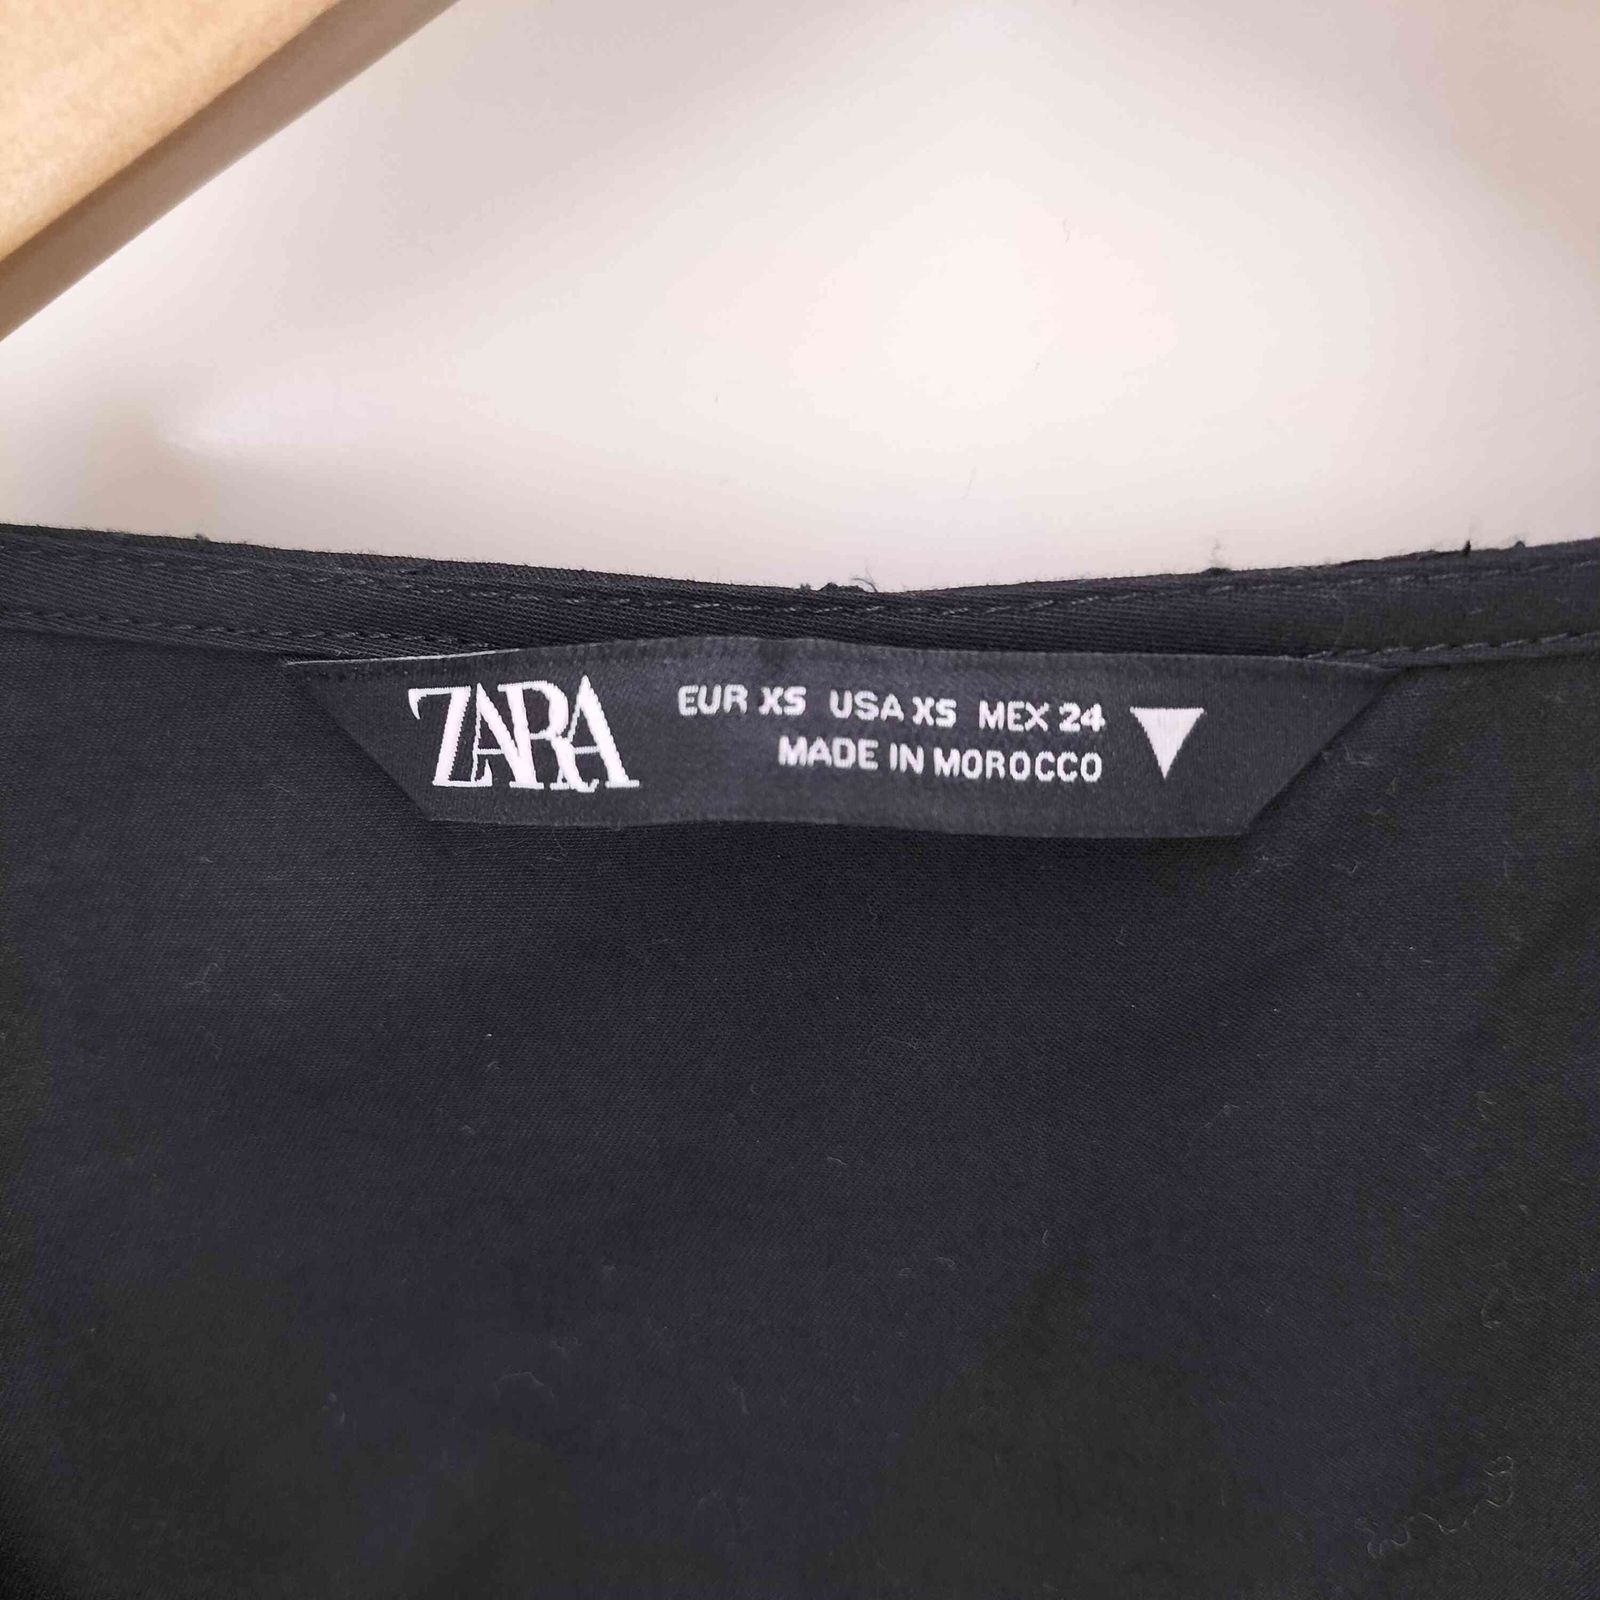 ZARA
EUR XS USA XS MEX 24
MADE IN MOROCCO